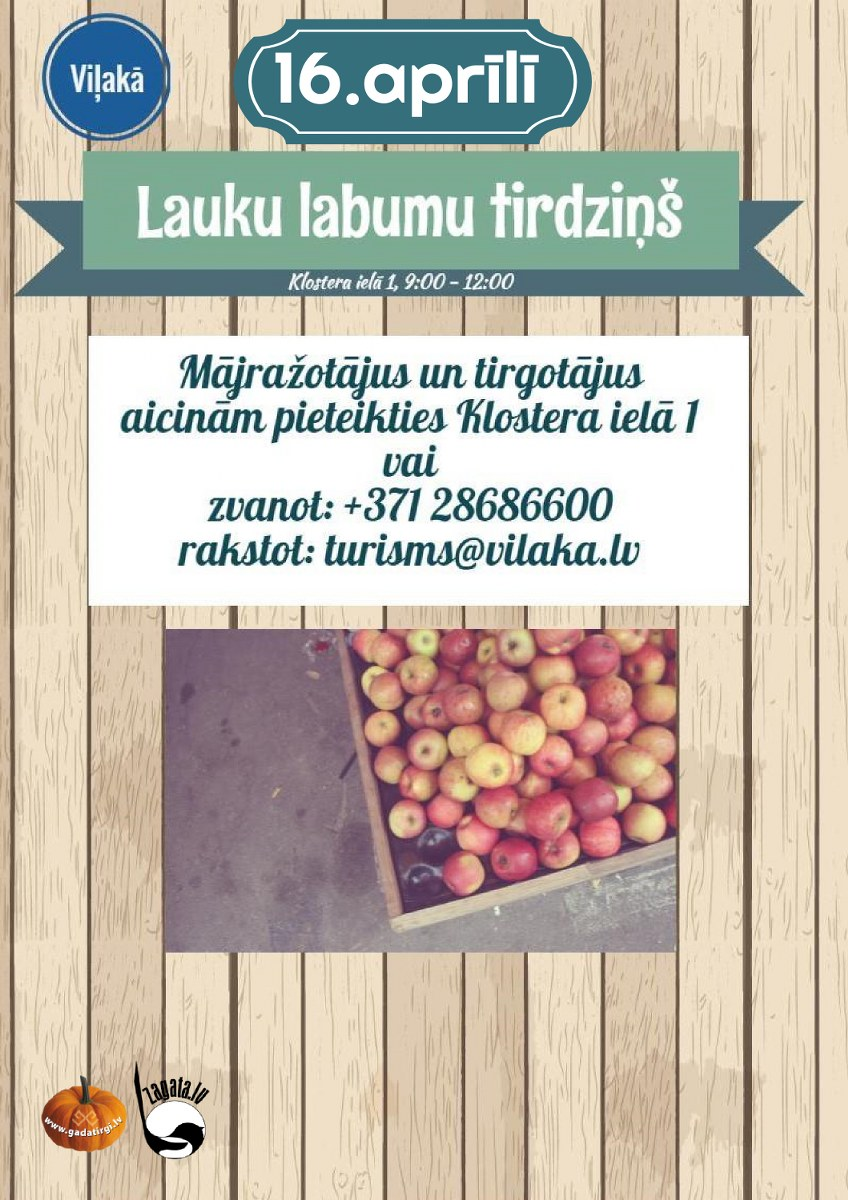 Viļakā
16.aprīlī
Lauku labumu tirdziņš
Klostera ielā 1, 9:00 – 12:00
Mājražotājus un tirgotājus
aicinām pieteikties Klostera ielā 1
vai
zvanot: +371 28686600
rakstot: turisms@vilaka.lv
www.gadatirgi.lv
žagata.lv